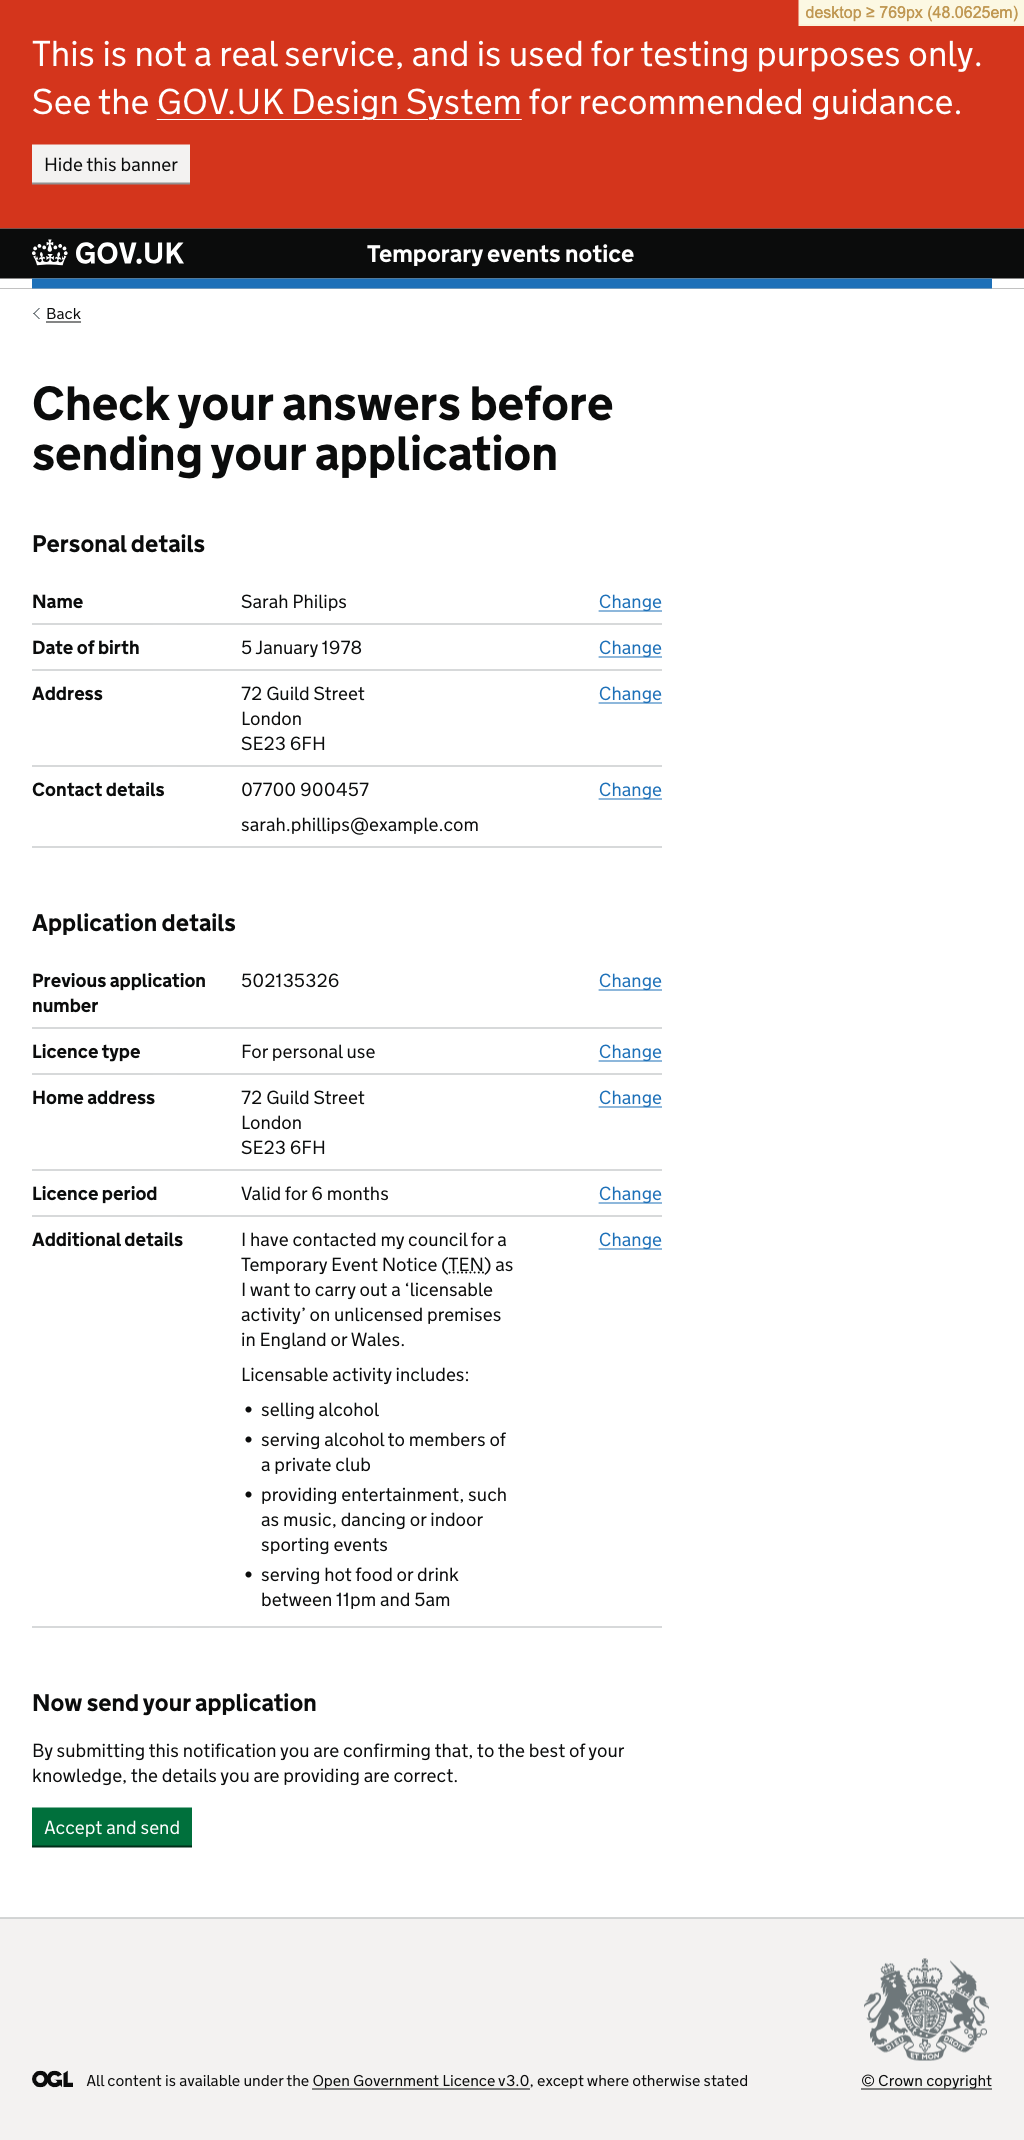 desktop ≥ 769px (48.0625em)
This is not a real service, and is used for testing purposes only.
See the GOV.UK Design System for recommended guidance.
Hide this banner
GOV.UK
Temporary events notice
Back
Check your answers before
sending your application
Personal details
Name Sarah Philips Change
Date of birth 5 January 1978 Change
Address 72 Guild Street Change
London
SE23 6FH
Contact details 07700 900457 Change
sarah.phillips@example.com
Application details
Previous application 502135326 Change
number
Licence type For personal use Change
Home address 72 Guild Street Change
London
SE23 6FH
Licence period Valid for 6 months Change
Additional details I have contacted my council for a Change
Temporary Event Notice (TEN) as
I want to carry out a ‘licensable
activity’ on unlicensed premises
in England or Wales.
Licensable activity includes:
• selling alcohol
• serving alcohol to members of
a private club
• providing entertainment, such
as music, dancing or indoor
sporting events
• serving hot food or drink
between 11pm and 5am
Now send your application
By submitting this notification you are confirming that, to the best of your
knowledge, the details you are providing are correct.
Accept and send
DIEU ET MON DROIT
OGL All content is available under the Open Government Licence v3.0, except where otherwise stated
© Crown copyright